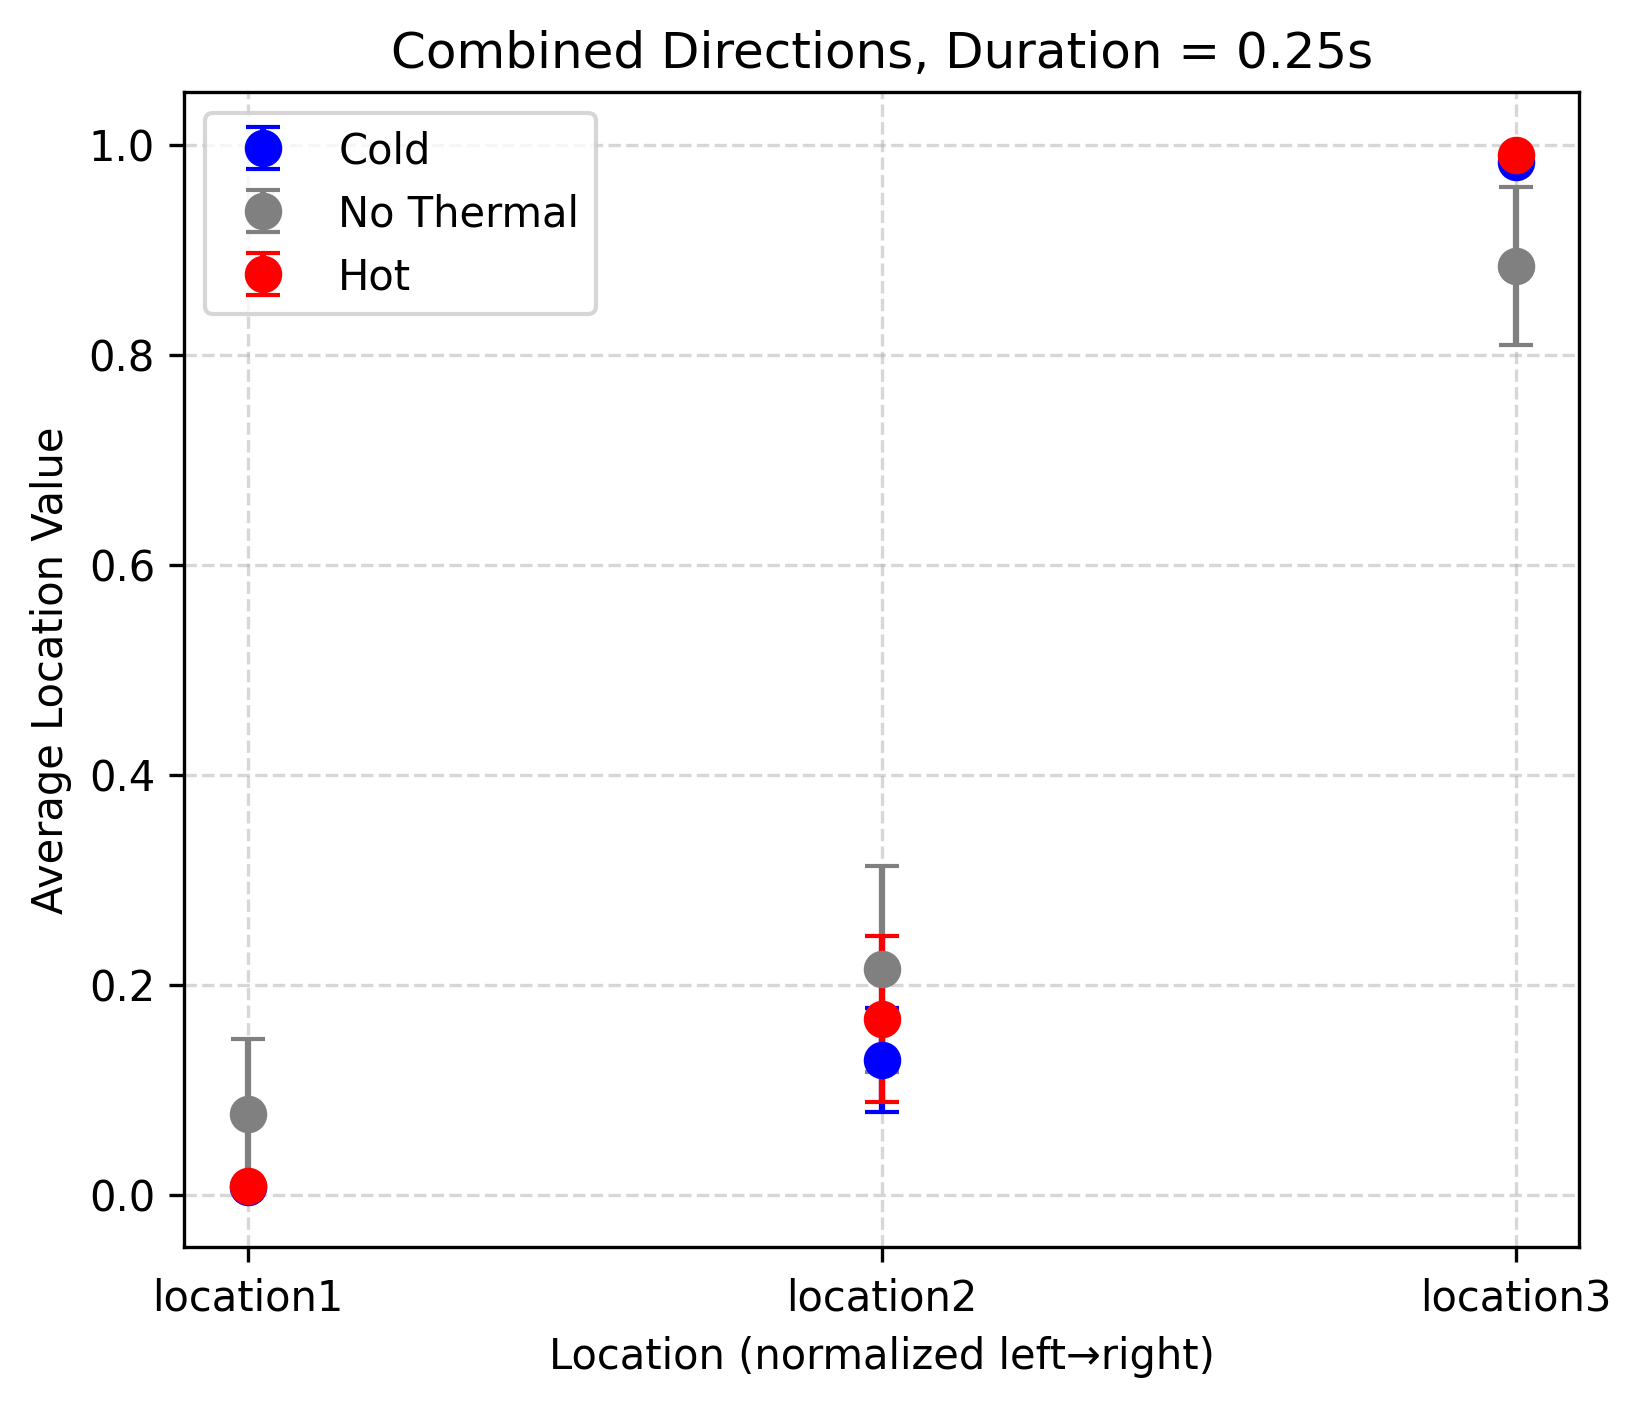 Combined Directions, Duration = 0.25s
Cold
No Thermal
Hot
Average Location Value
1.0
0.8
0.6
0.4
0.2
0.0
location1
location2
location3
Location (normalized left→right)